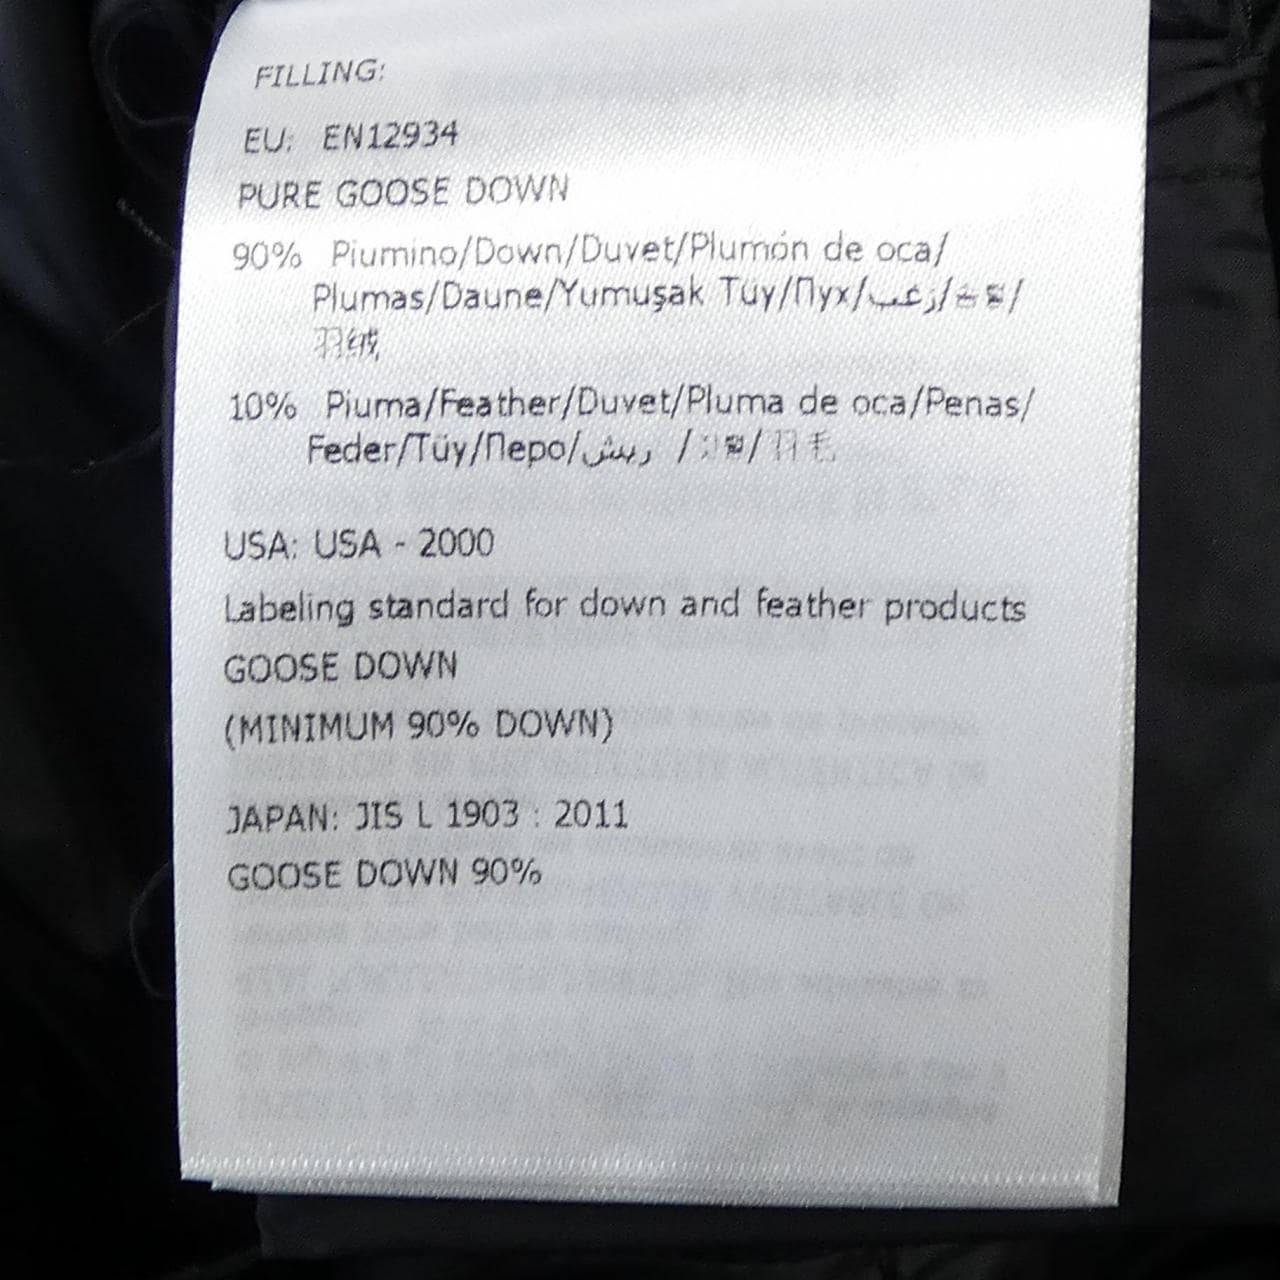 FILLING:
EU: EN12934
PURE GOOSE DOWN
90% Piumino/Down/Duvet/Plumón de oca/
Plumas/Daune/Yumuşak Tüy/Пух/زغب/
羽绒
10% Piuma/Feather/Duvet/Pluma de oca/Penas/
Feder/Tüy/Перо/ريش / /羽毛
USA: USA - 2000
Labeling standard for down and feather products
GOOSE DOWN
(MINIMUM 90% DOWN)
JAPAN: JIS L 1903 : 2011
GOOSE DOWN 90%